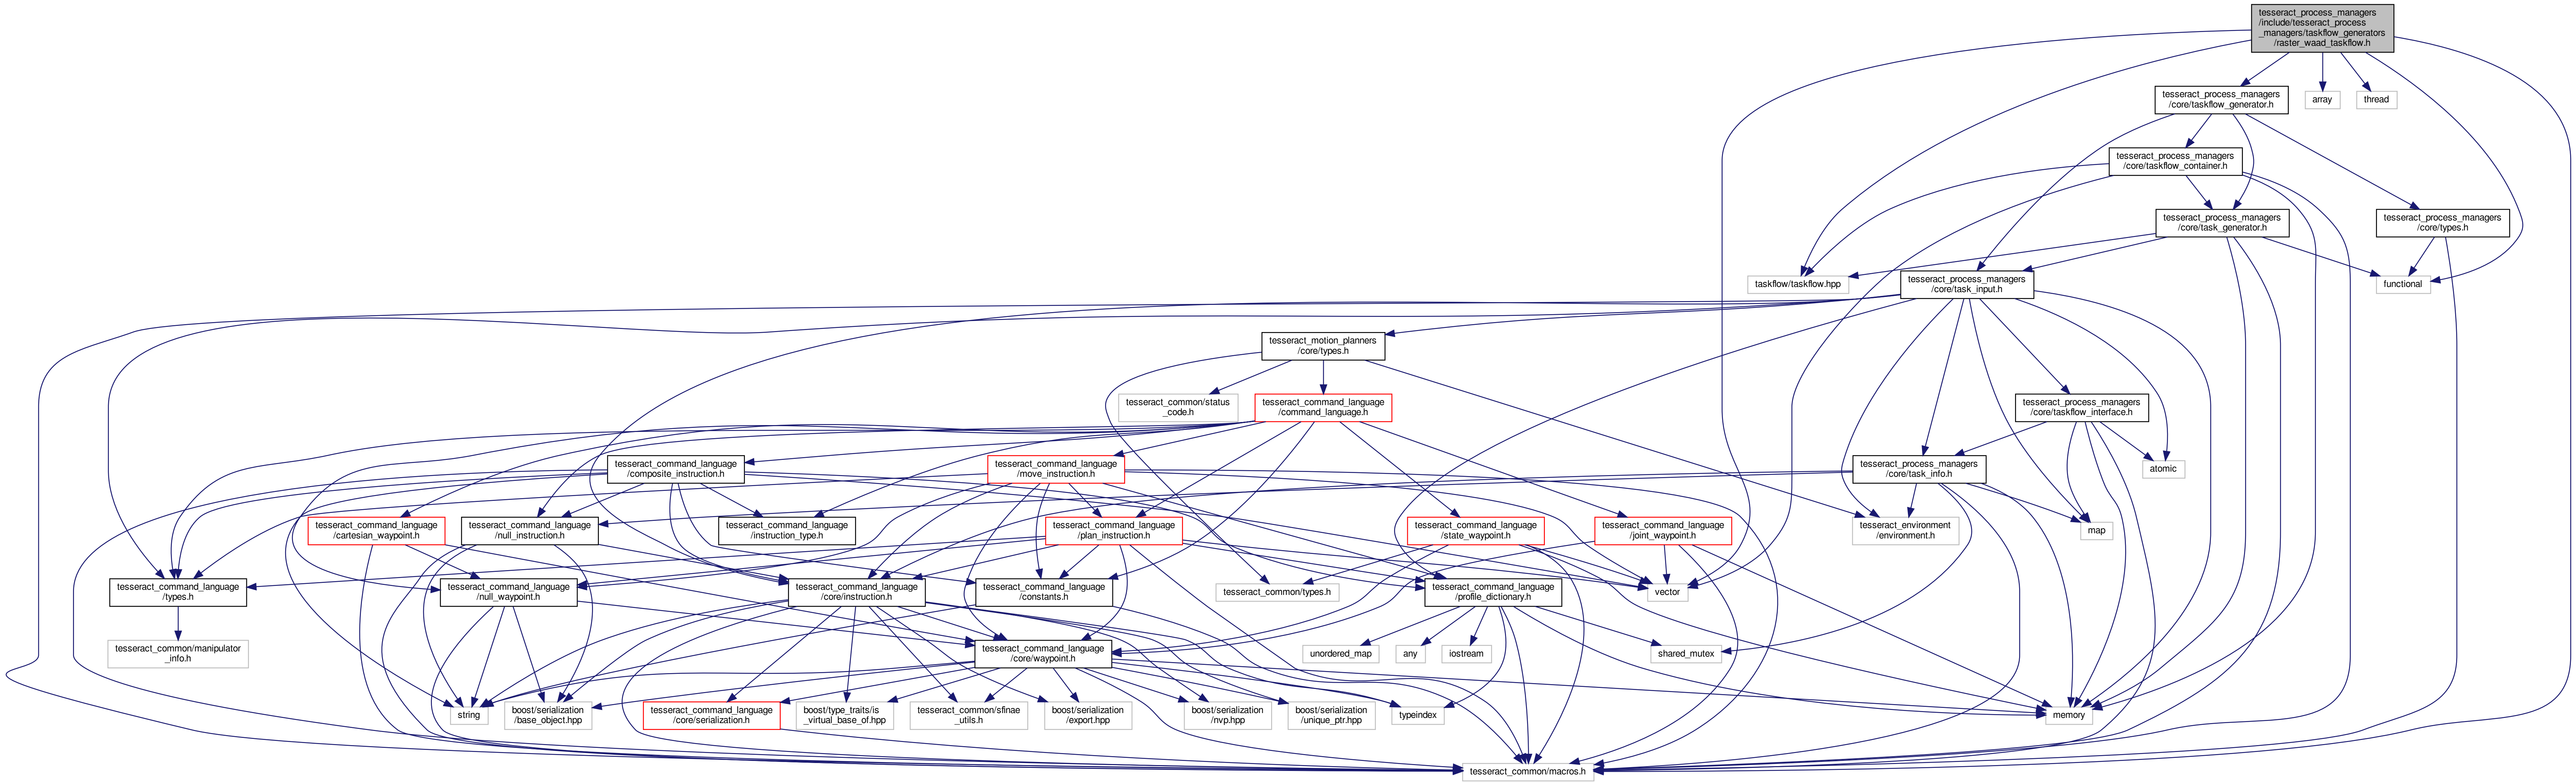 tesseract_process_managers
/include/tesseract_process
_managers/taskflow_generators
/raster_waad_taskflow.h
tesseract_process_managers
/core/taskflow_generator.h
array
thread
tesseract_process_managers
/core/taskflow_container.h
tesseract_process_managers
/core/task_generator.h
tesseract_process_managers
/core/types.h
taskflow/taskflow.hpp
tesseract_process_managers
/core/task_input.h
functional
tesseract_motion_planners
/core/types.h
tesseract_common/status
_code.h
tesseract_command_language
/command_language.h
tesseract_process_managers
/core/taskflow_interface.h
tesseract_command_language
/composite_instruction.h
tesseract_command_language
/move_instruction.h
tesseract_process_managers
/core/task_info.h
atomic
tesseract_command_language
/cartesian_waypoint.h
tesseract_command_language
/null_instruction.h
tesseract_command_language
/instruction_type.h
tesseract_command_language
/plan_instruction.h
tesseract_command_language
/state_waypoint.h
tesseract_command_language
/joint_waypoint.h
tesseract_environment
/environment.h
map
tesseract_command_language
/types.h
tesseract_command_language
/null_waypoint.h
tesseract_command_language
/core/instruction.h
tesseract_command_language
/constants.h
tesseract_common/types.h
tesseract_command_language
/profile_dictionary.h
vector
tesseract_common/manipulator
_info.h
tesseract_command_language
/core/waypoint.h
unordered_map
any
iostream
shared_mutex
string
boost/serialization
/base_object.hpp
tesseract_command_language
/core/serialization.h
boost/type_traits/is
_virtual_base_of.hpp
tesseract_common/sfinae
_utils.h
boost/serialization
/export.hpp
boost/serialization
/nvp.hpp
boost/serialization
/unique_ptr.hpp
typeindex
memory
tesseract_common/macros.h